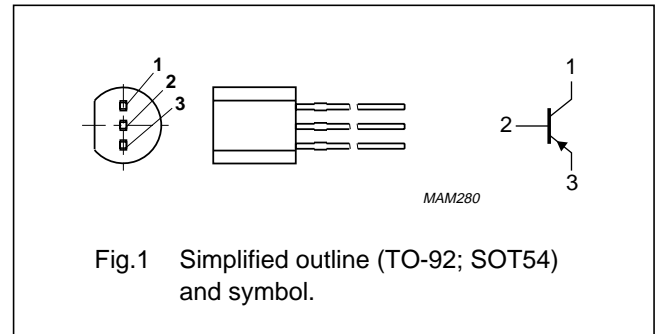 1
2
3
1
2
3
MAM280
Fig.1 Simplified outline (TO-92; SOT54)
and symbol.